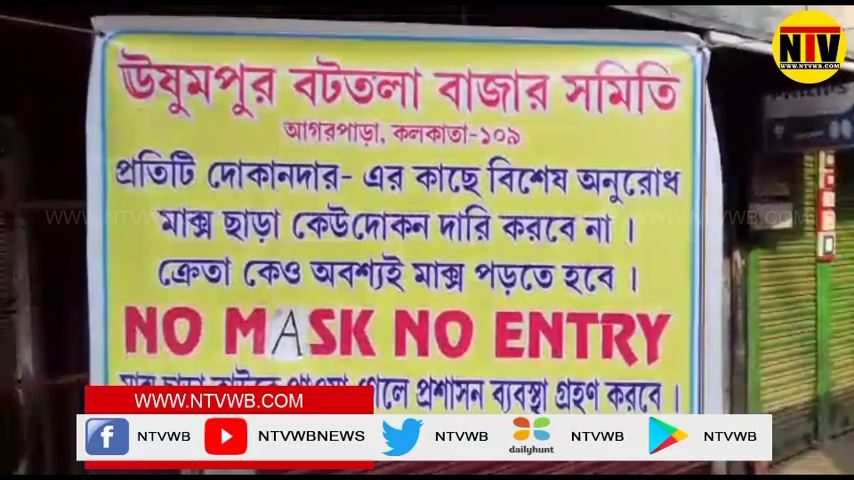 NTV
WWW.NTVWB.COM
ঊষুমপুর বটতলা বাজার সমিতি
আগরপাড়া, কলকাতা-১০৯
প্রতিটি দোকানদার- এর কাছে বিশেষ অনুরোধ
মাক্স ছাড়া কেউদোকন দারি করবে না ।
ক্রেতা কেও অবশ্যই মাক্স পড়তে হবে ।
NO MASK NO ENTRY
গেলে প্রশাসন ব্যবস্থা গ্রহণ করবে ।
WWW.NTVWB.COM
NTVWB NTVWBNEWS NTVWB dailyhunt NTVWB NTVWB